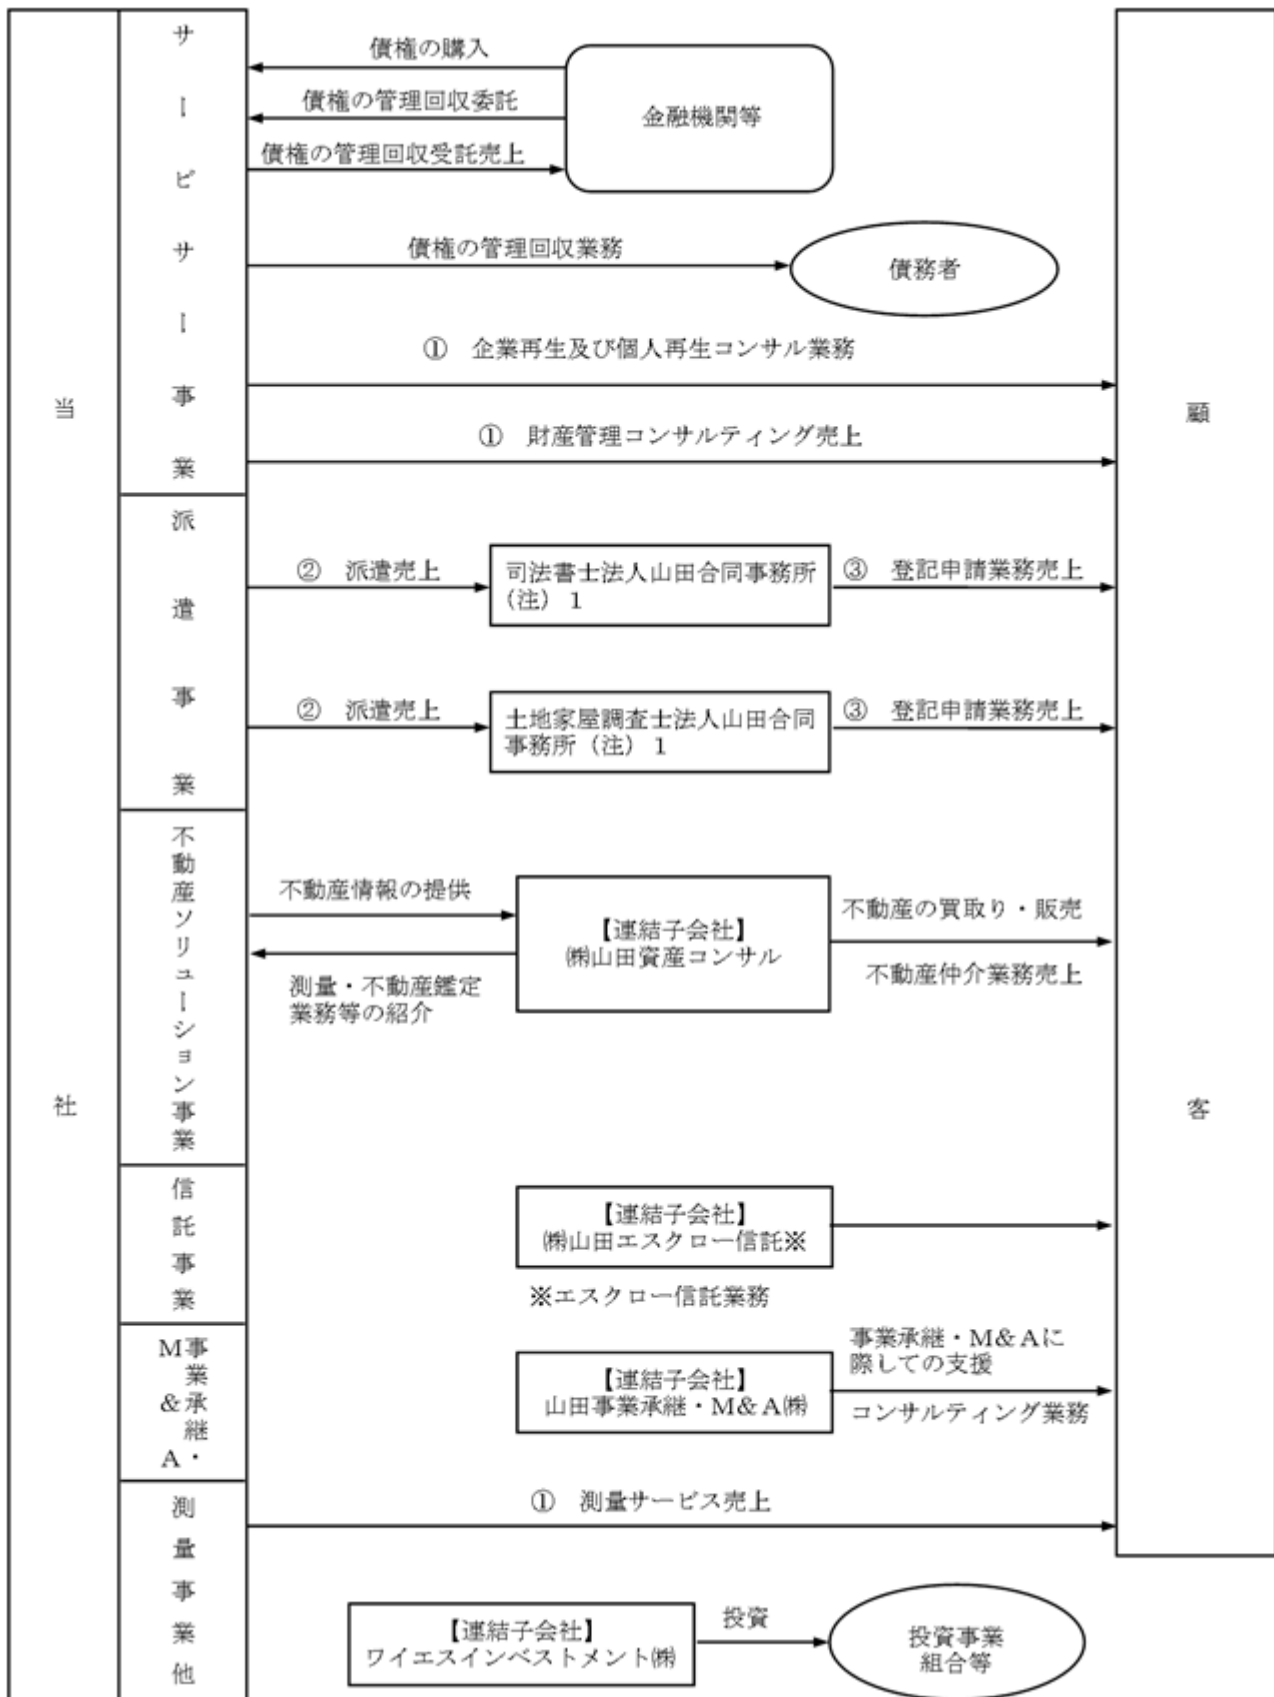 当社
サービサー事業
債権の購入
債権の管理回収委託
債権の管理回収受託売上
金融機関等
債権の管理回収業務
債務者
① 企業再生及び個人再生コンサル業務
① 財産管理コンサルティング売上
顧客
派遣事業
② 派遣売上
司法書士法人山田合同事務所
(注) 1
③ 登記申請業務売上
② 派遣売上
土地家屋調査士法人山田合同
事務所 (注) 1
③ 登記申請業務売上
不動産ソリューション事業
不動産情報の提供
測量・不動産鑑定
業務等の紹介
【連結子会社】
㈱山田資産コンサル
不動産の買取り・販売
不動産仲介業務売上
信託事業
【連結子会社】
㈱山田エスクロー信託※
※エスクロー信託業務
事業承継・
M&A
【連結子会社】
山田事業承継・M&A㈱
事業承継・M&Aに
際しての支援
コンサルティング業務
測量事業他
① 測量サービス売上
【連結子会社】
ワイエスインベストメント㈱
投資
投資事業
組合等